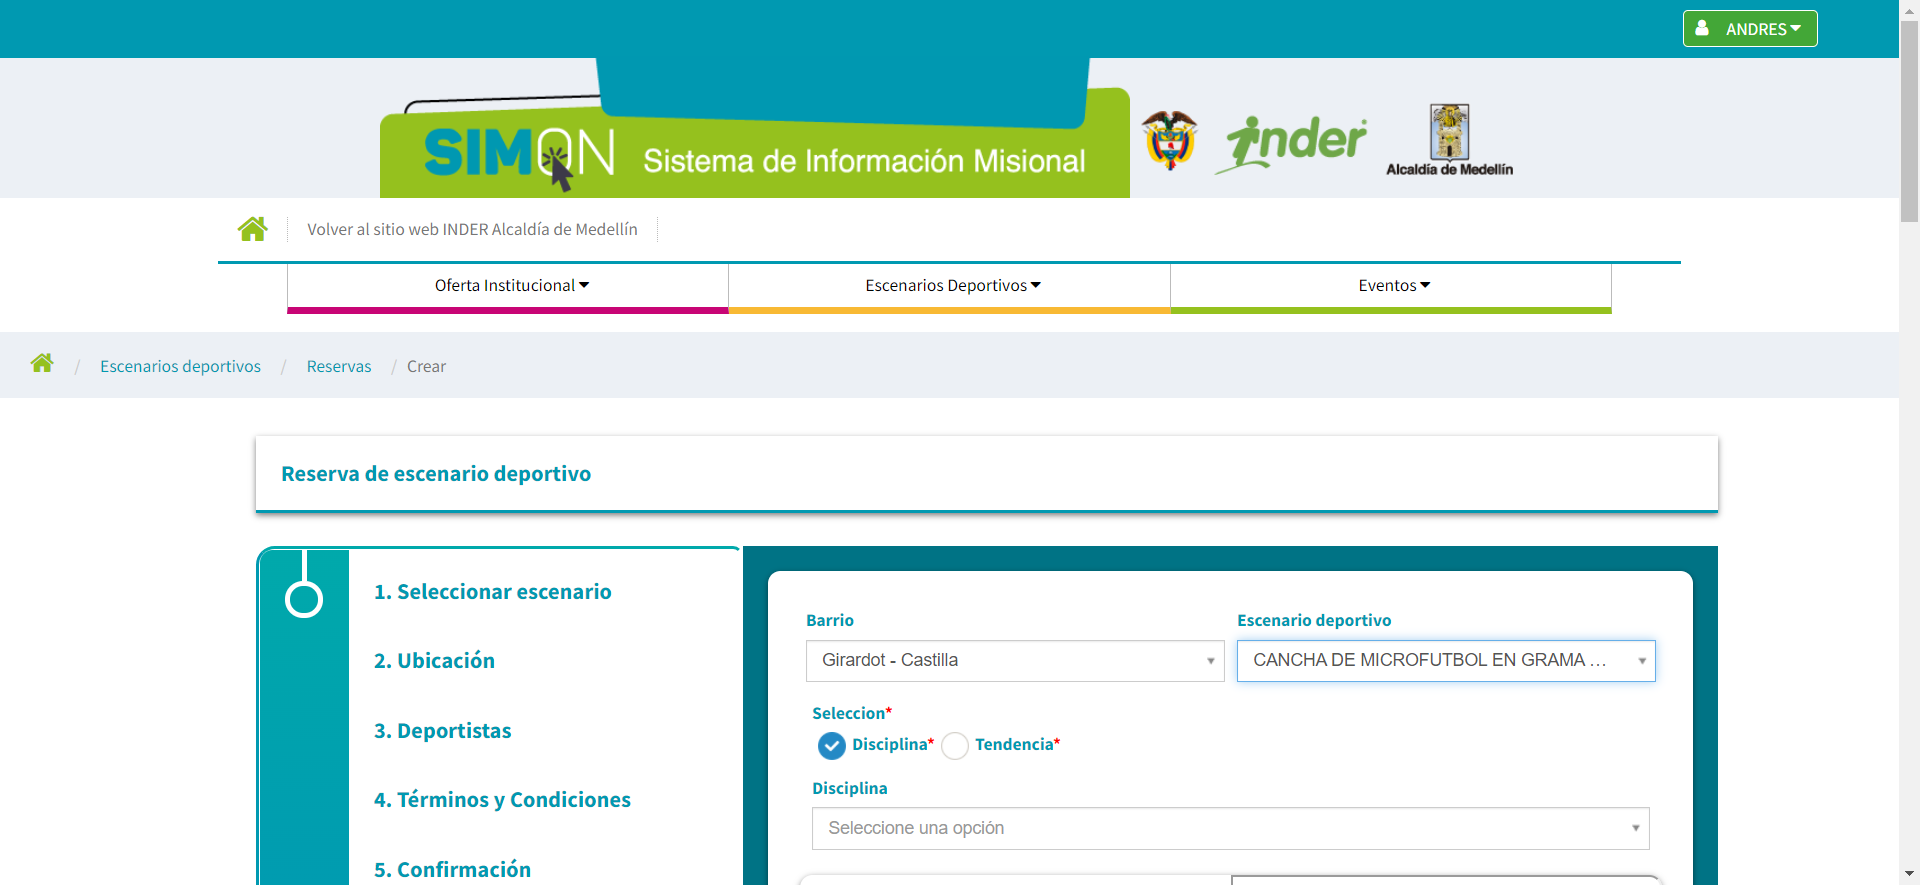 ANDRES
SIMON Sistema de Información Misional
inder
Alcaldía de Medellín
Volver al sitio web INDER Alcaldía de Medellín
Oferta Institucional
Escenarios Deportivos
Eventos
/ Escenarios deportivos / Reservas / Crear
Reserva de escenario deportivo
1. Seleccionar escenario
2. Ubicación
3. Deportistas
4. Términos y Condiciones
5. Confirmación
Barrio
Girardot - Castilla
Escenario deportivo
CANCHA DE MICROFUTBOL EN GRAMA ...
Seleccion*
Disciplina* Tendencia*
Disciplina
Seleccione una opción